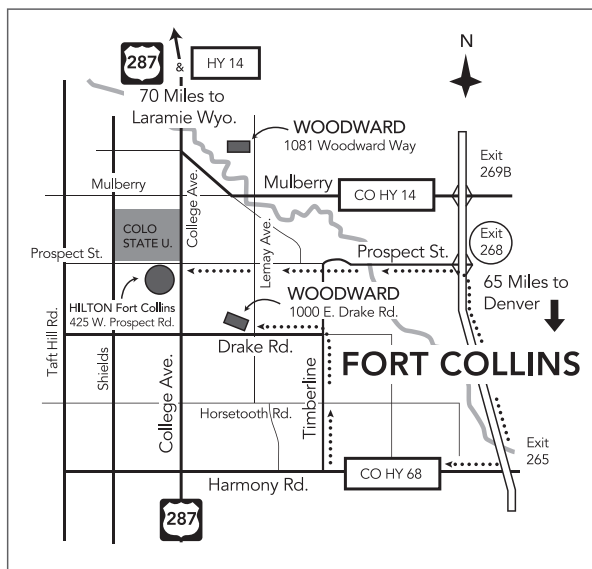 287
&
HY 14
70 Miles to
Laramie Wyo.
N
WOODWARD
1081 Woodward Way
Exit
269B
Mulberry
Mulberry
CO HY 14
College Ave.
COLO
STATE U.
Lemay Ave.
Exit
268
Prospect St.
Prospect St.
65 Miles to
Denver
HILTON Fort Collins
425 W. Prospect Rd.
WOODWARD
1000 E. Drake Rd.
Taft Hill Rd.
Shields
College Ave.
Drake Rd.
Timberline
FORT COLLINS
Horsetooth Rd.
Exit
265
CO HY 68
Harmony Rd.
287